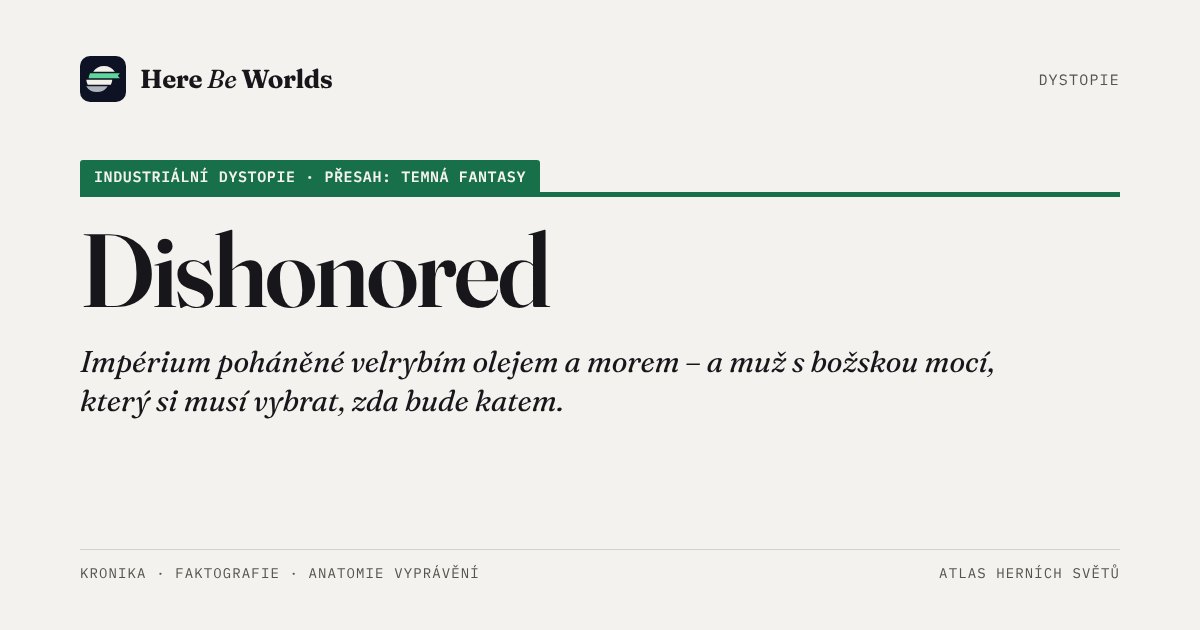 Here Be Worlds
DYSTOPIE
INDUSTRIÁLNÍ DYSTOPIE · PŘESAH: TEMNÁ FANTASY
Dishonored
Impérium poháněné velrybím olejem a morem – a muž s božskou mocí,
který si musí vybrat, zda bude katem.
KRONIKA · FAKTOGRAFIE · ANATOMIE VYPRÁVĚNÍ
ATLAS HERNÍCH SVĚTŮ